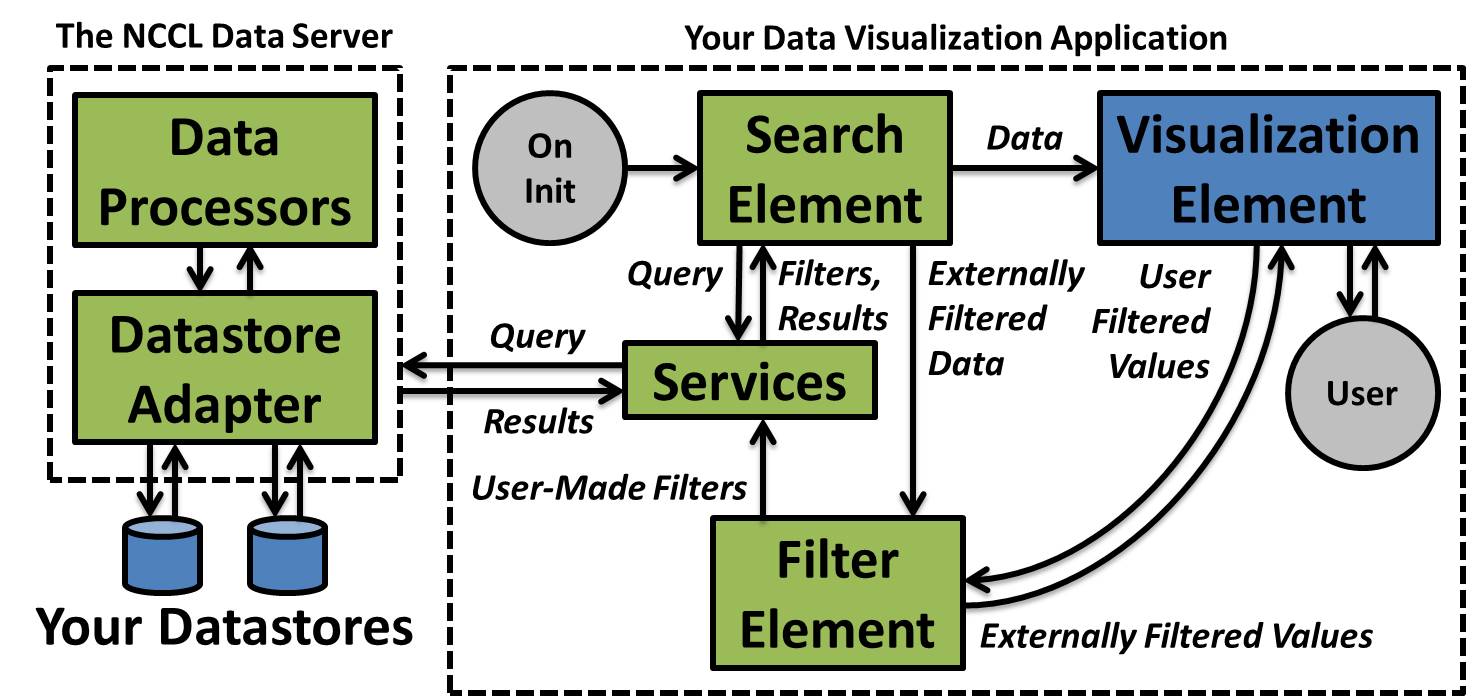 The NCCL Data Server
Your Data Visualization Application
Data
Processors
On
Init
Search
Element
Data
Visualization
Element
Query
Filters,
Results
Externally
Filtered
Data
User
Filtered
Values
Datastore
Adapter
Query
Results
Services
User
User-Made Filters
Filter
Element
Externally Filtered Values
Your Datastores